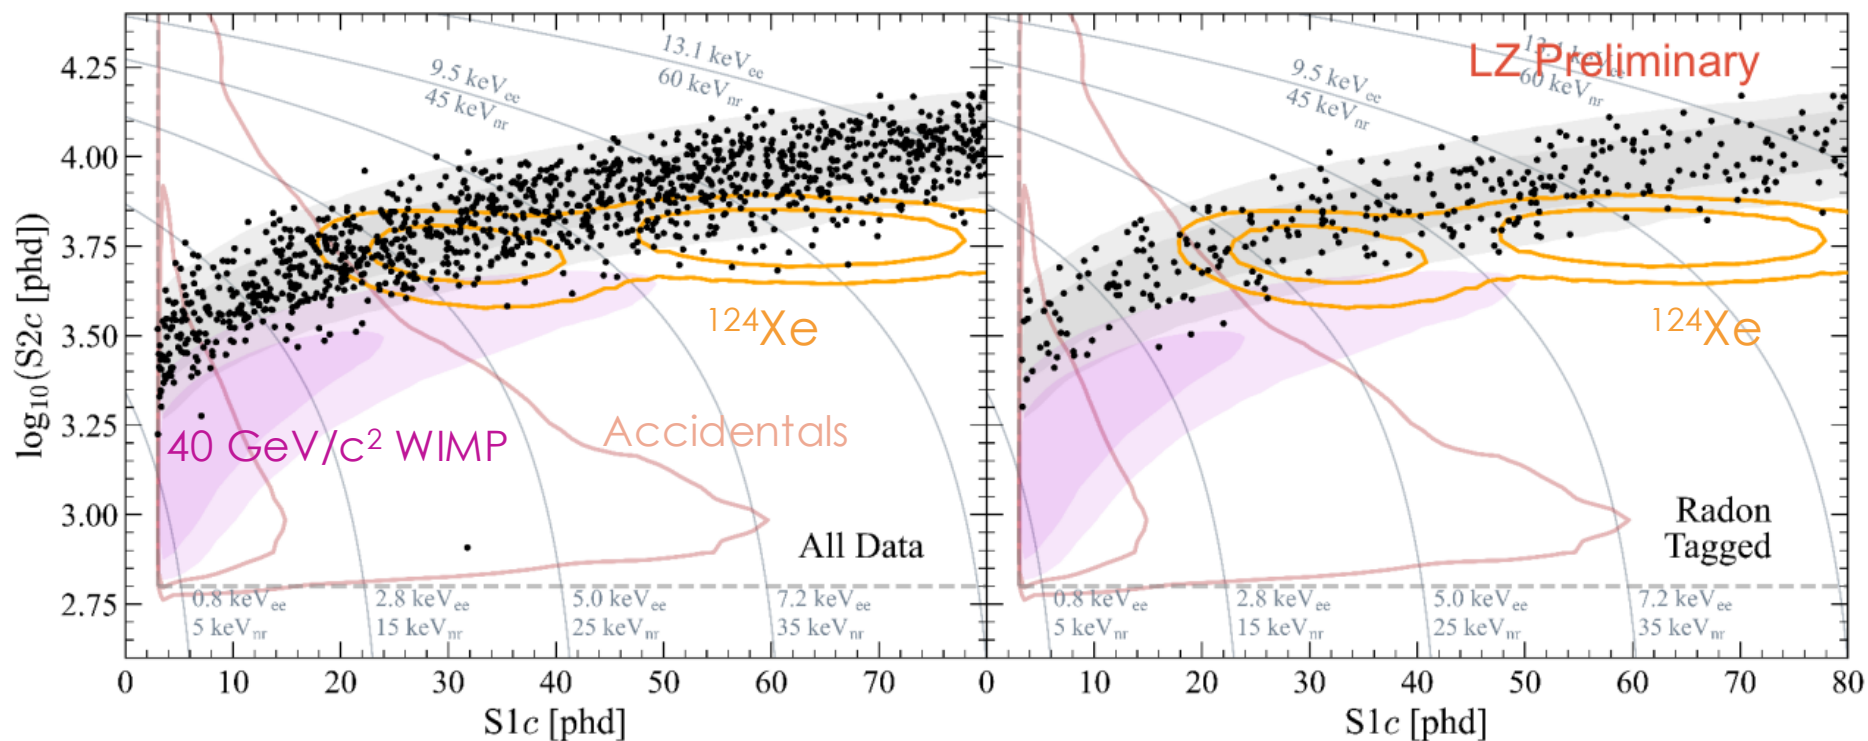 LZ Preliminary
log₁₀(S2c [phd])
4.25
4.00
3.75
3.50
3.25
3.00
2.75
13.1 keVₑₑ
60 keVₙᵣ
9.5 keVₑₑ
45 keVₙᵣ
¹²⁴Xe
40 GeV/c² WIMP
Accidentals
All Data
0.8 keVₑₑ
5 keVₙᵣ
2.8 keVₑₑ
15 keVₙᵣ
5.0 keVₑₑ
25 keVₙᵣ
7.2 keVₑₑ
35 keVₙᵣ
0 10 20 30 40 50 60 70
S1c [phd]
13.1 keVₑₑ
60 keVₙᵣ
9.5 keVₑₑ
45 keVₙᵣ
¹²⁴Xe
Radon
Tagged
0.8 keVₑₑ
5 keVₙᵣ
2.8 keVₑₑ
15 keVₙᵣ
5.0 keVₑₑ
25 keVₙᵣ
7.2 keVₑₑ
35 keVₙᵣ
0 10 20 30 40 50 60 70 80
S1c [phd]